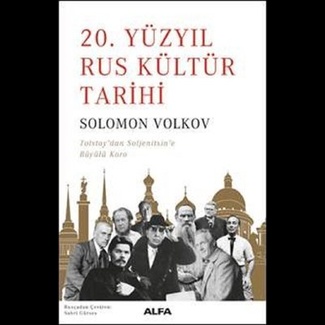 20. YÜZYIL
RUS KÜLTÜR
TARİHİ
SOLOMON VOLKOV
Tolstoy'dan Soljenitsin'e
Büyülü Koro
Rusçadan Çeviren:
Sabri Gürses
ALFA